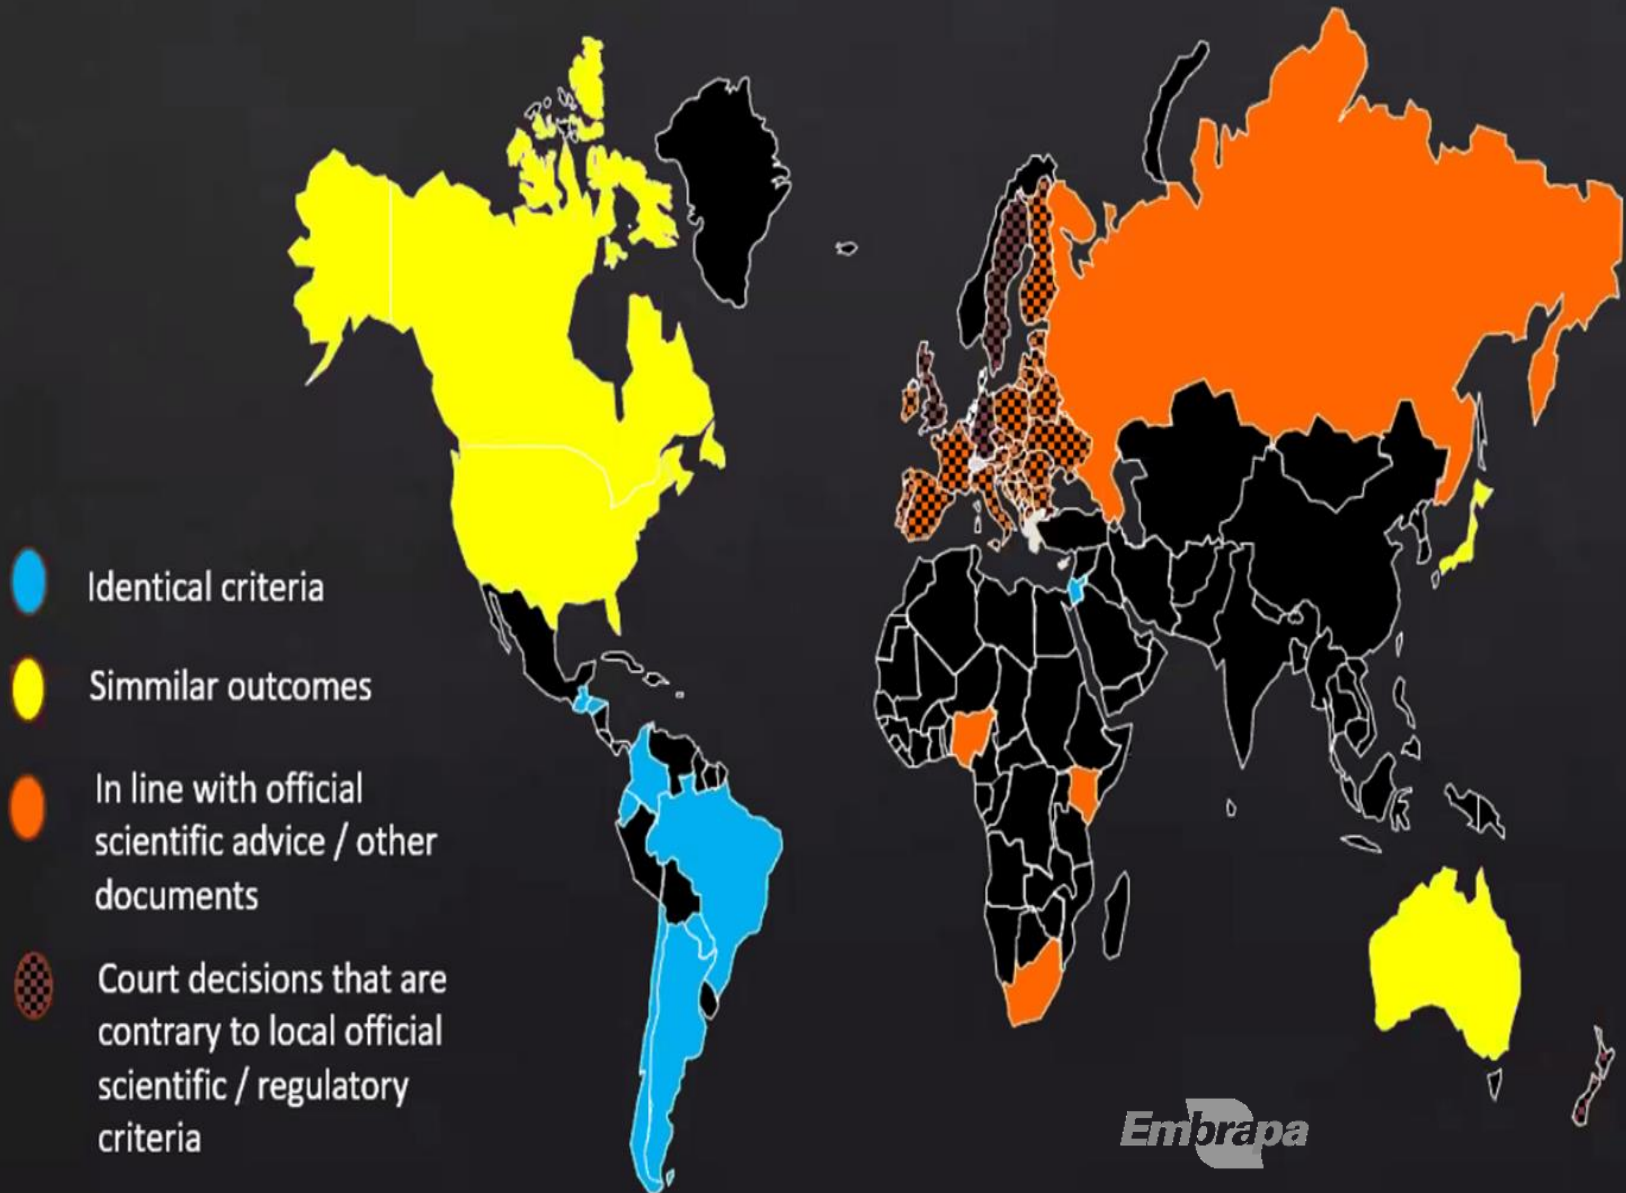 Identical criteria
Simmilar outcomes
In line with official
scientific advice / other
documents
Court decisions that are
contrary to local official
scientific / regulatory
criteria
Embrapa